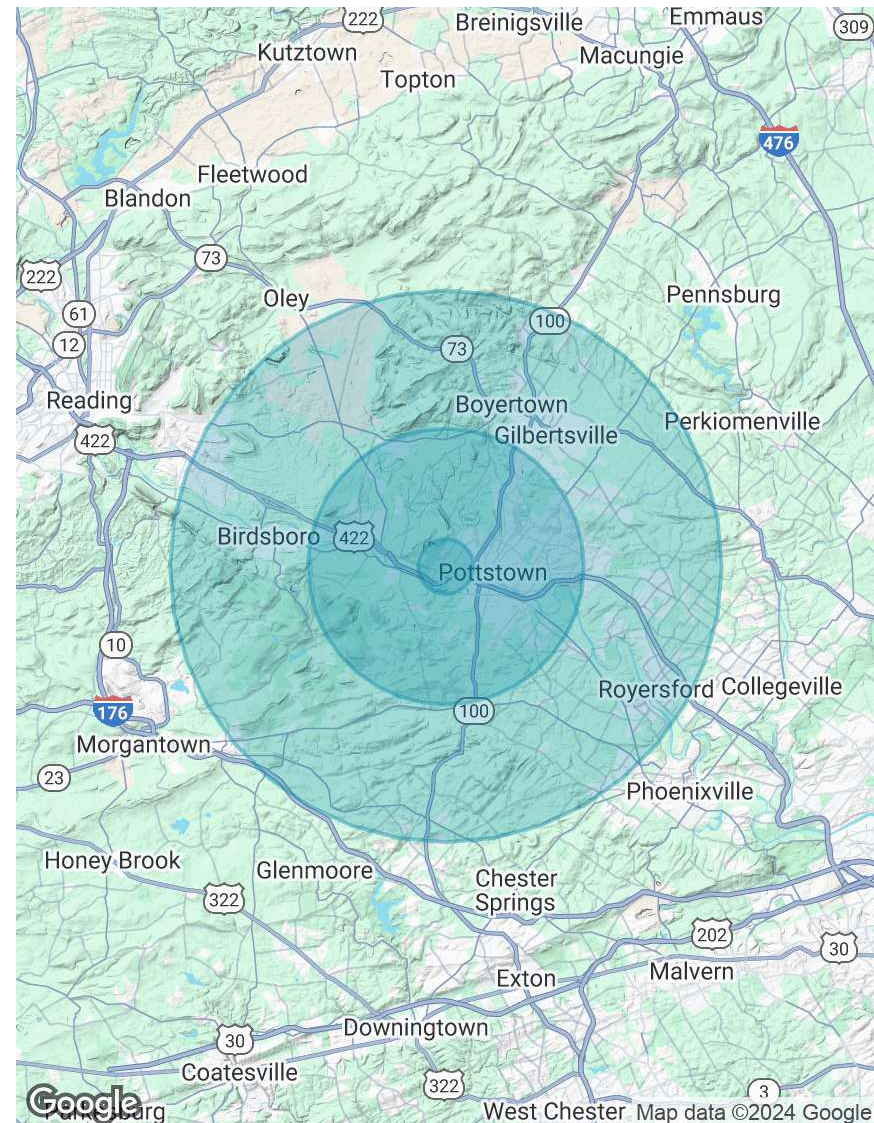 222
Breinigsville
Emmaus
309
Kutztown
Macungie
Topton
476
Fleetwood
Blandon
73
222
Oley
Pennsburg
61
100
12
73
Reading
Boyertown
422
Gilbertsville
Perkiomenville
Birdsboro
422
Pottstown
10
Royersford
Collegeville
176
100
Morgantown
23
Phoenixville
Honey Brook
Glenmoore
Chester
Springs
322
202
30
Malvern
Exton
Downingtown
30
Coatesville
322
3
Google
Parkesburg
West Chester
Map data ©2024 Google